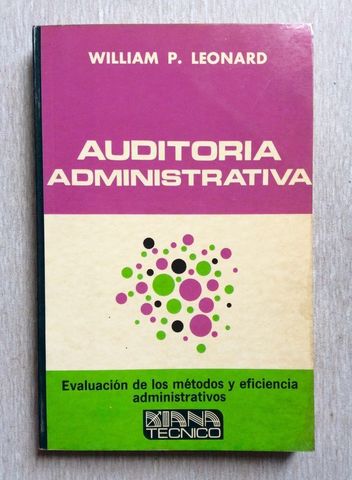 WILLIAM P. LEONARD
AUDITORIA
ADMINISTRATIVA
Evaluación de los métodos y eficiencia
administrativos
DIANA
TECNICO